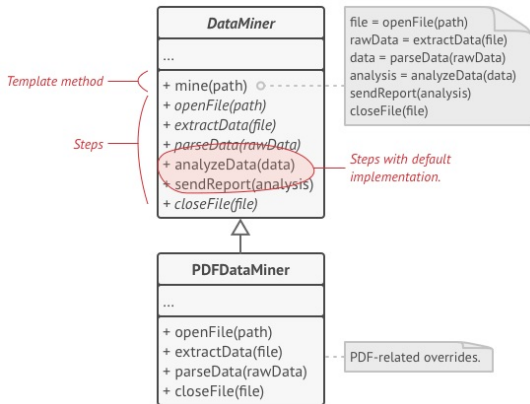 DataMiner
...
Template method
+ mine(path)
Steps
+ openFile(path)
+ extractData(file)
+ parseData(rawData)
+ analyzeData(data)
+ sendReport(analysis)
+ closeFile(file)
file = openFile(path)
rawData = extractData(file)
data = parseData(rawData)
analysis = analyzeData(data)
sendReport(analysis)
closeFile(file)
Steps with default
implementation.
PDFDataMiner
...
+ openFile(path)
+ extractData(file)
+ parseData(rawData)
+ closeFile(file)
PDF-related overrides.